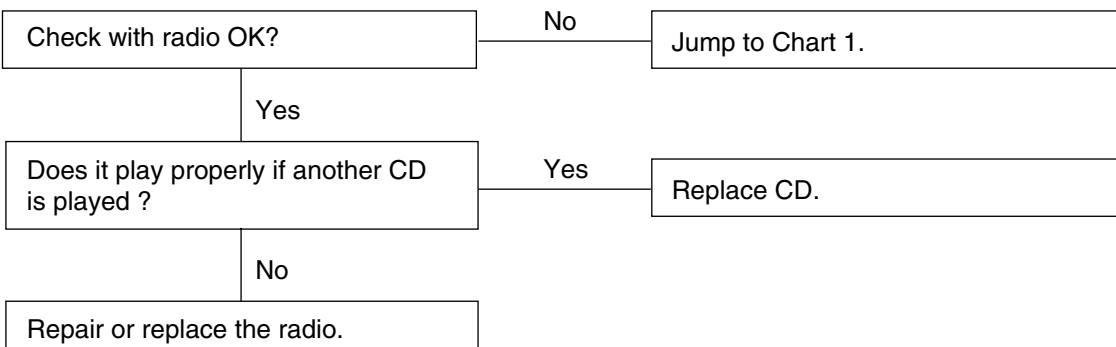 Check with radio OK?
No
Jump to Chart 1.
Yes
Does it play properly if another CD
is played ?
Yes
Replace CD.
No
Repair or replace the radio.